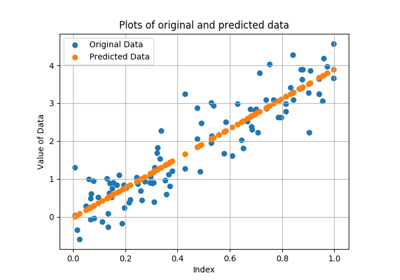 Plots of original and predicted data
Original Data
Predicted Data
Value of Data
4
3
2
1
0
0.0 0.2 0.4 0.6 0.8 1.0
Index